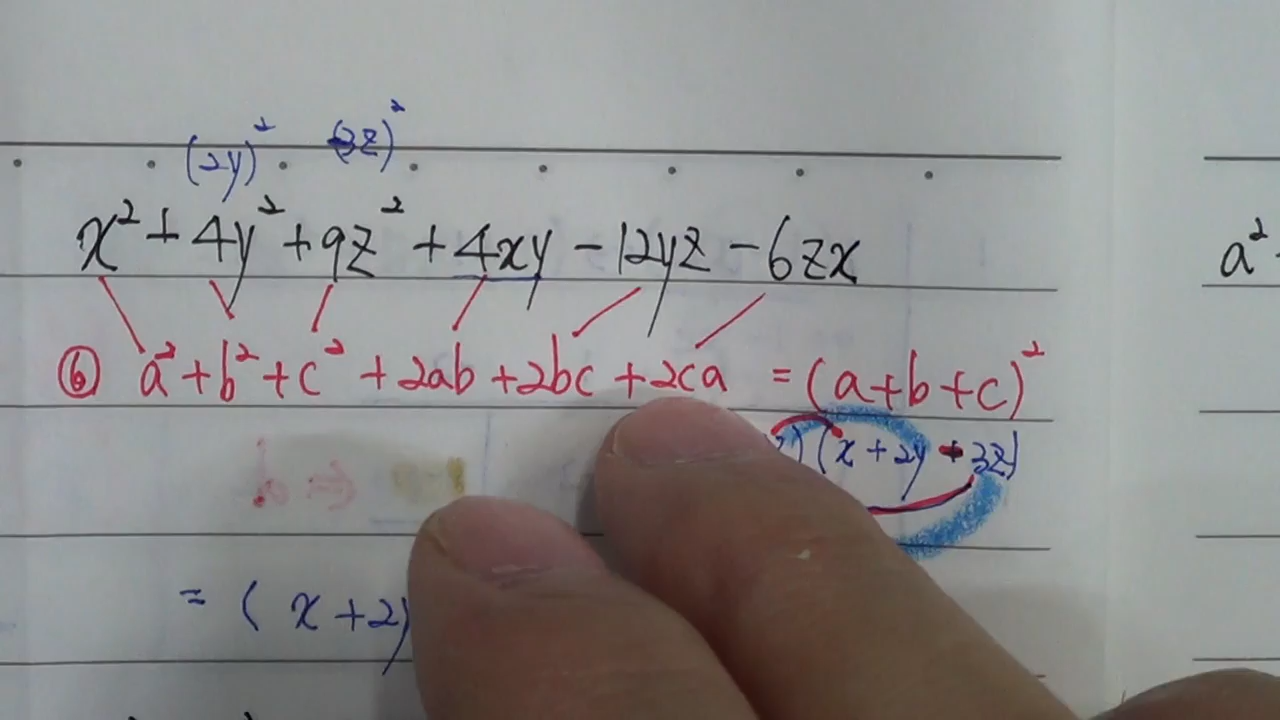 (2y)² (3z)²
x² + 4y² + 9z² + 4xy - 12yz - 6zx
a²
⑥ a² + b² + c² + 2ab + 2bc + 2ca = (a+b+c)²
) (x + 2y + 3z)
b ⇒
= ( x + 2y